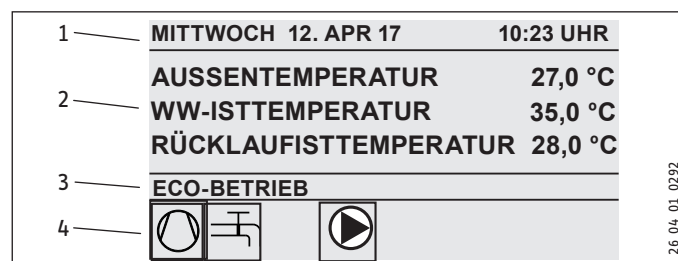 1 MITTWOCH 12. APR 17 10:23 UHR
AUSSENTEMPERATUR 27,0 °C
2 WW-ISTTEMPERATUR 35,0 °C
RÜCKLAUFISTTEMPERATUR 28,0 °C
3 ECO-BETRIEB
4
26 04 01 0292